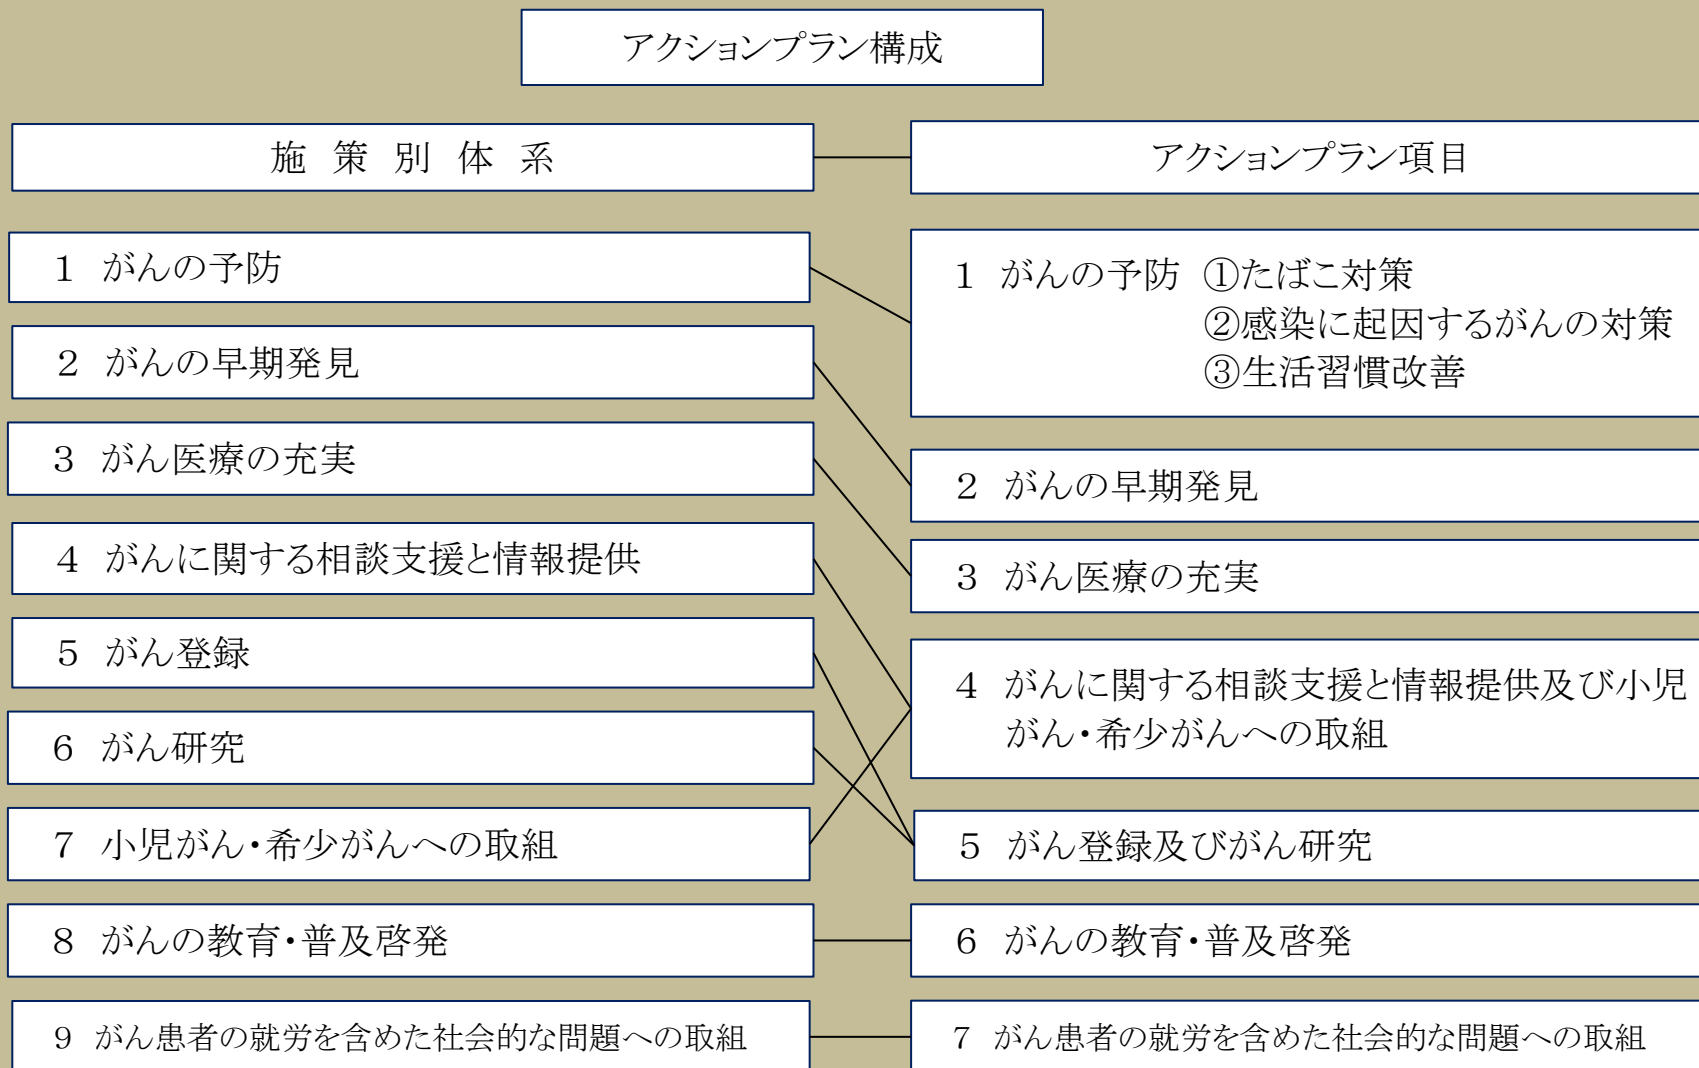 アクションプラン構成
施 策 別 体 系
アクションプラン項目
1 がんの予防
2 がんの早期発見
3 がん医療の充実
4 がんに関する相談支援と情報提供
5 がん登録
6 がん研究
7 小児がん・希少がんへの取組
8 がんの教育・普及啓発
9 がん患者の就労を含めた社会的な問題への取組
1 がんの予防 ①たばこ対策
②感染に起因するがんの対策
③生活習慣改善
2 がんの早期発見
3 がん医療の充実
4 がんに関する相談支援と情報提供及び小児
がん・希少がんへの取組
5 がん登録及びがん研究
6 がんの教育・普及啓発
7 がん患者の就労を含めた社会的な問題への取組